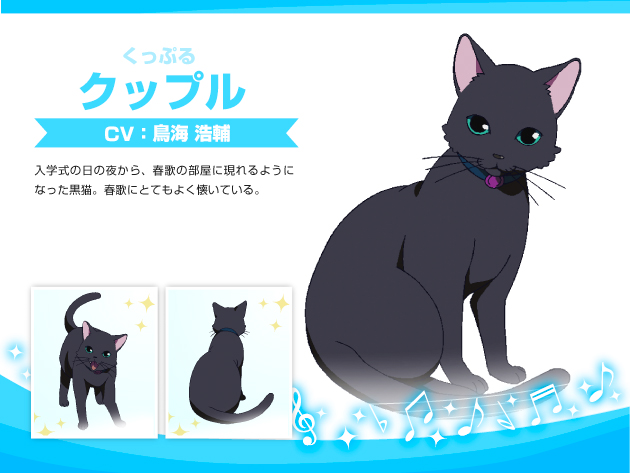 くっぷる
クップル
CV：鳥海 浩輔
入学式の日の夜から、春歌の部屋に現れるように
なった黒猫。春歌にとてもよく懐いている。